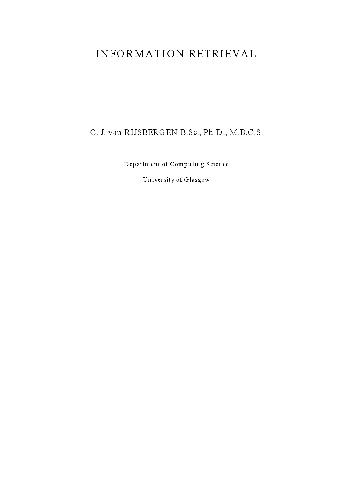 INFORMATION RETRIEVAL
C. J. van RIJSBERGEN B.Sc., Ph.D., M.B.C.S.
Department of Computing Science
University of Glasgow